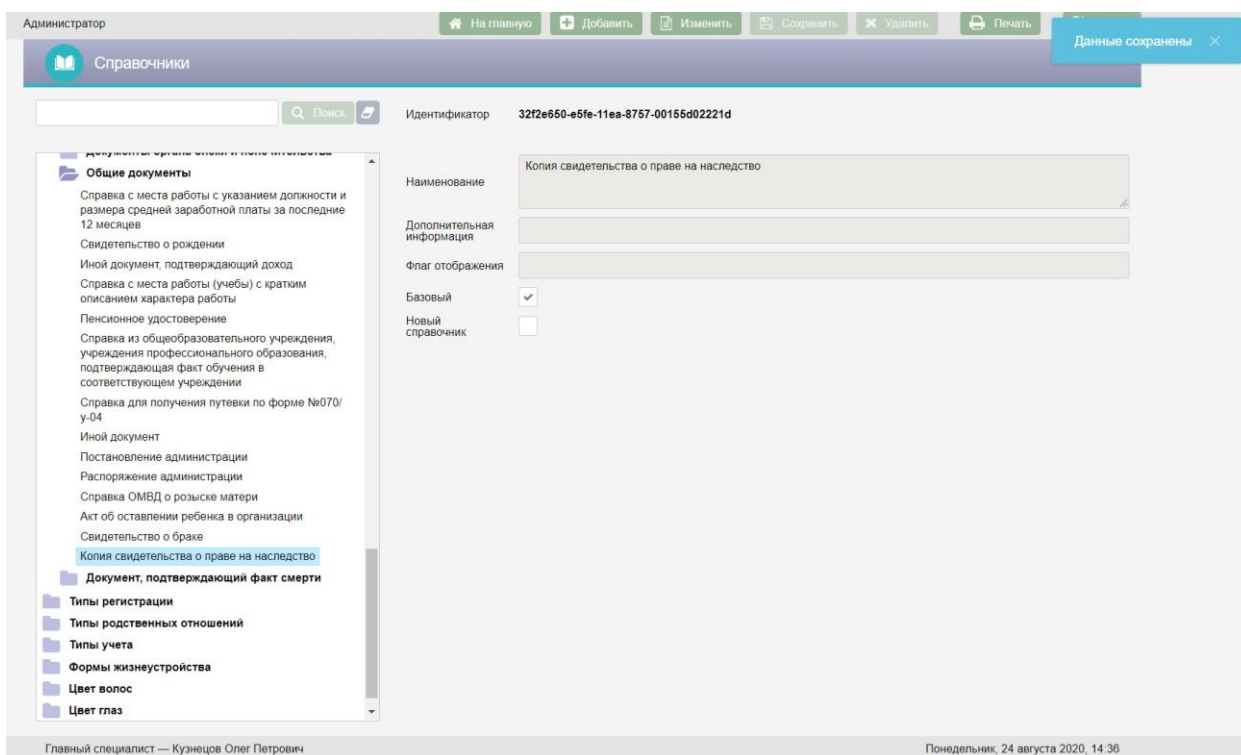 Администратор
На главную
Добавить
Изменить
Сохранить
Удалить
Печать
Данные сохранены
Справочники
Поиск
Идентификатор
32f2e650-e5fe-11ea-8757-00155d02221d
Общие документы
Справка с места работы с указанием должности и
размера средней заработной платы за последние
12 месяцев
Свидетельство о рождении
Иной документ, подтверждающий доход
Справка с места работы (учебы) с кратким
описанием характера работы
Пенсионное удостоверение
Справка из общеобразовательного учреждения,
учреждения профессионального образования,
подтверждающая факт обучения в
соответствующем учреждении
Справка для получения путевки по форме №070/
у-04
Иной документ
Постановление администрации
Распоряжение администрации
Справка ОМВД о розыске матери
Акт об оставлении ребенка в организации
Свидетельство о браке
Копия свидетельства о праве на наследство
Документ, подтверждающий факт смерти
Типы регистрации
Типы родственных отношений
Типы учета
Формы жизнеустройства
Цвет волос
Цвет глаз
Наименование
Копия свидетельства о праве на наследство
Дополнительная
информация
Флаг отображения
Базовый
Новый
справочник
Главный специалист — Кузнецов Олег Петрович
Понедельник, 24 августа 2020, 14:36